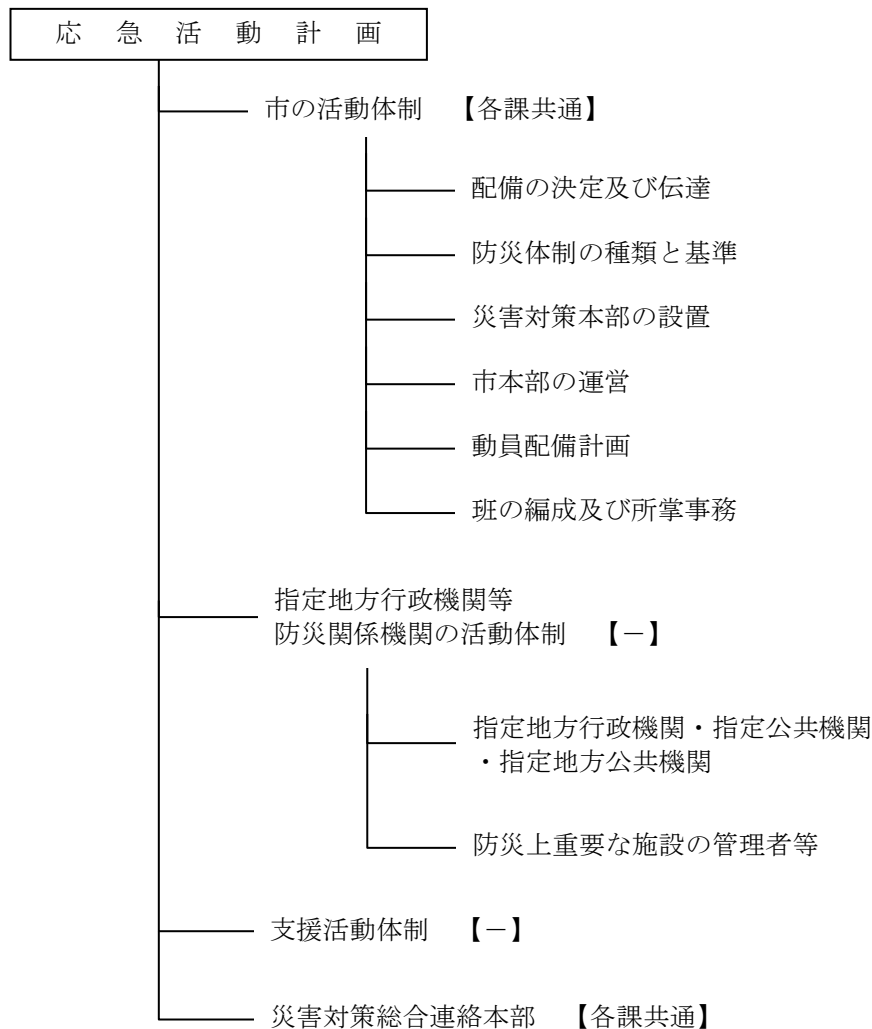 応 急 活 動 計 画
市の活動体制 【各課共通】
配備の決定及び伝達
防災体制の種類と基準
災害対策本部の設置
市本部の運営
動員配備計画
班の編成及び所掌事務
指定地方行政機関等
防災関係機関の活動体制 【－】
指定地方行政機関・指定公共機関
・指定地方公共機関
防災上重要な施設の管理者等
支援活動体制 【－】
災害対策総合連絡本部 【各課共通】